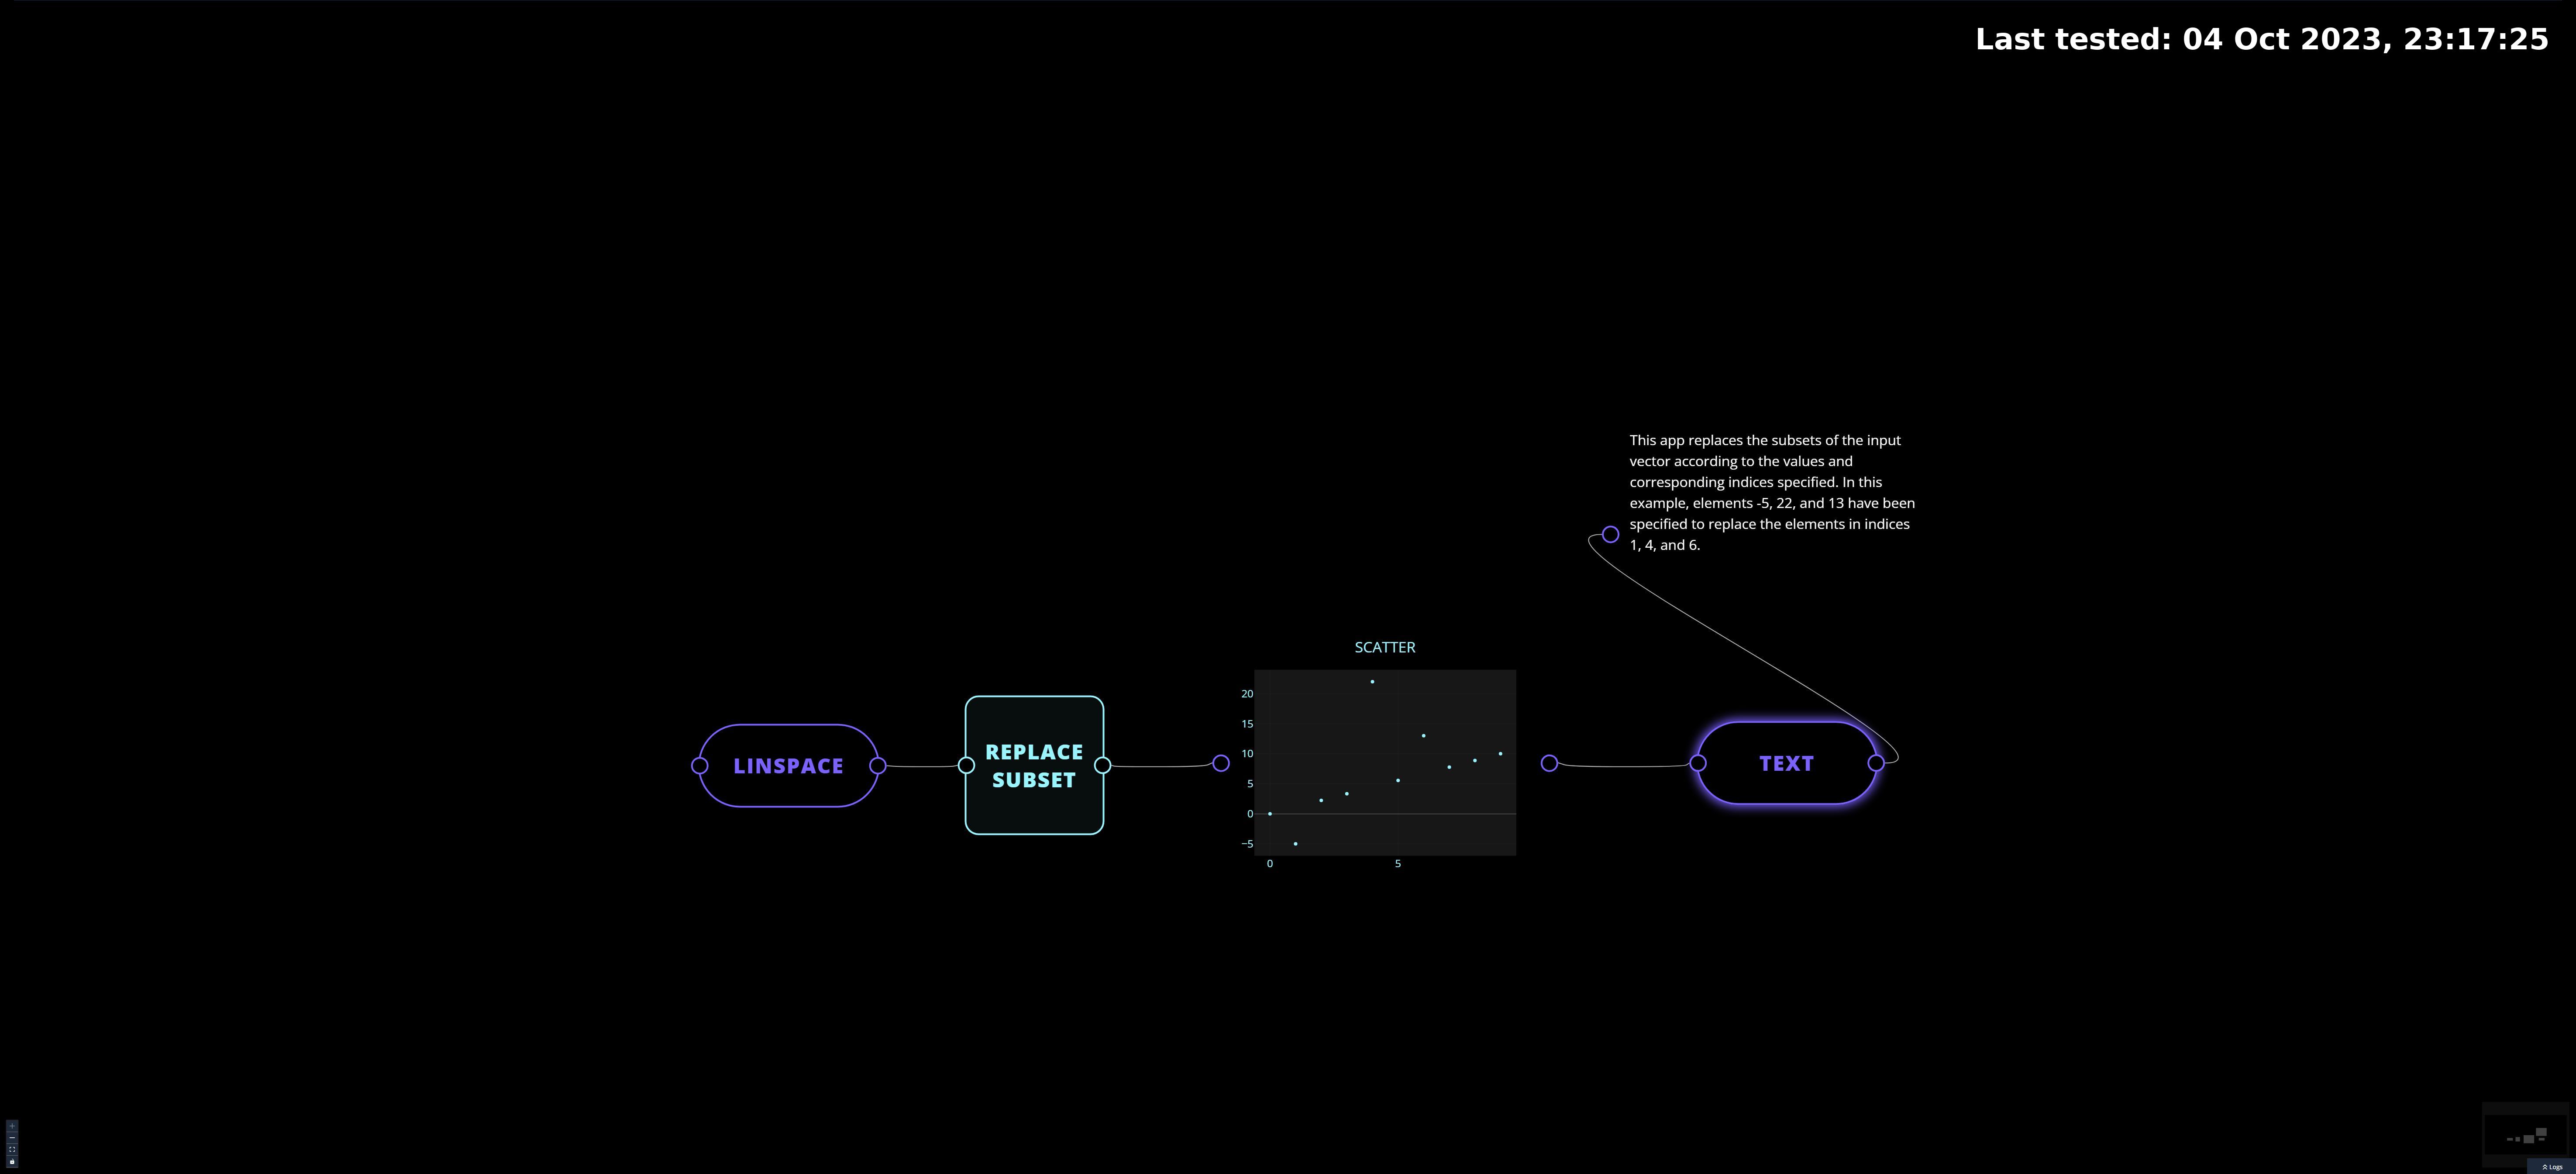 Last tested: 04 Oct 2023, 23:17:25
This app replaces the subsets of the input
vector according to the values and
corresponding indices specified. In this
example, elements -5, 22, and 13 have been
specified to replace the elements in indices
1, 4, and 6.
SCATTER
20
15
10
5
0
−5
0
5
LINSPACE
REPLACE
SUBSET
TEXT
Logs